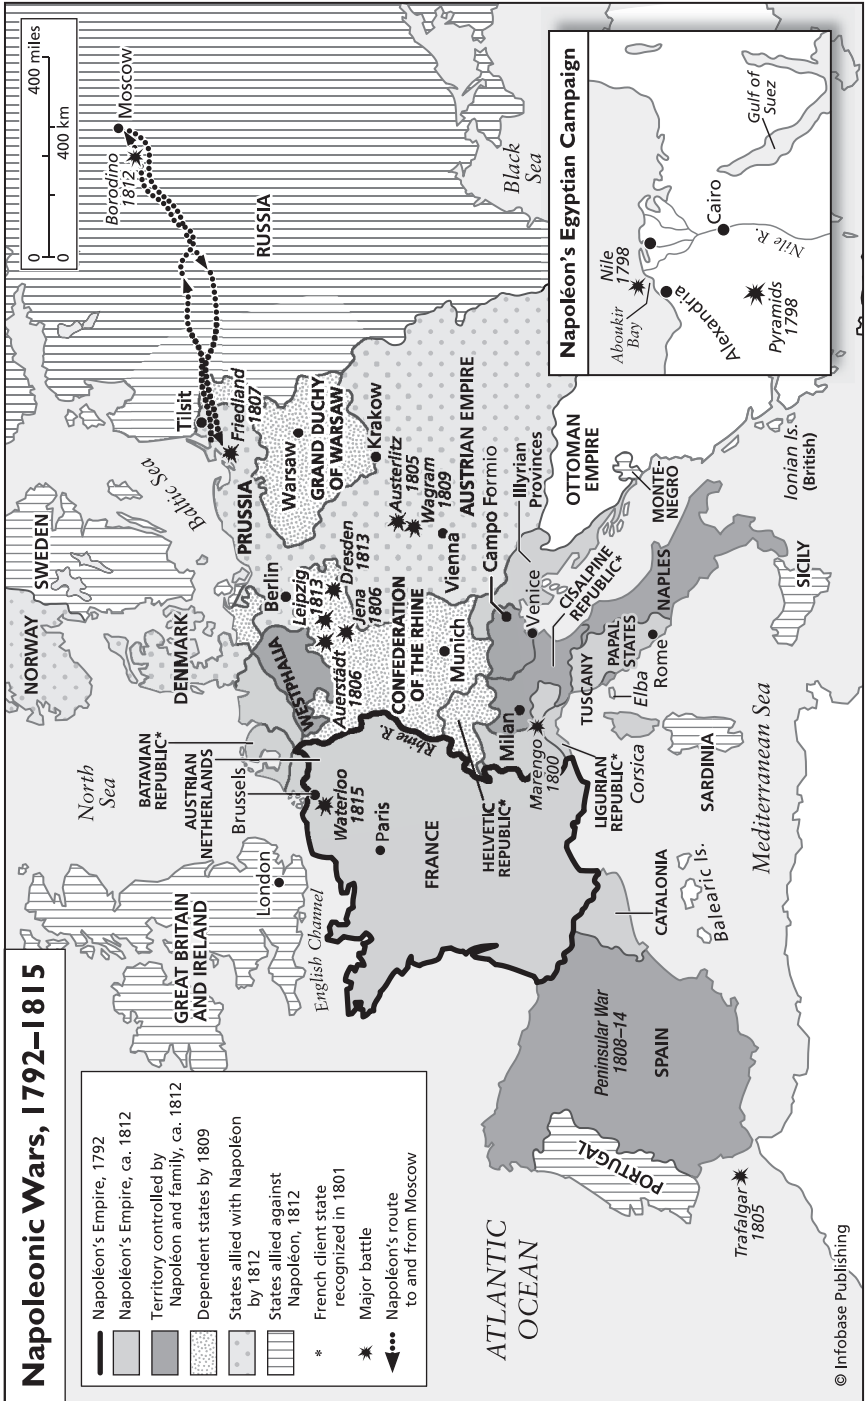 Napoleonic Wars, 1792–1815
Napoléon's Empire, 1792
Napoléon's Empire, ca. 1812
Territory controlled by
Napoléon and family, ca. 1812
Dependent states by 1809
States allied with Napoléon
by 1812
States allied against
Napoléon, 1812
* French client state
recognized in 1801
Major battle
Napoléon's route
to and from Moscow
0 400 miles
0 400 km
NORWAY
SWEDEN
North
Sea
DENMARK
Baltic Sea
GREAT BRITAIN
AND IRELAND
London
English Channel
BATAVIAN
REPUBLIC*
AUSTRIAN
NETHERLANDS
Brussels
Waterloo
1815
Paris
FRANCE
Rhine R.
HELVETIC
REPUBLIC*
WESTPHALIA
Berlin
Leipzig
1813
Dresden
1813
Jena
1806
Auerstädt
1806
CONFEDERATION
OF THE RHINE
Munich
PRUSSIA
Tilsit
Friedland
1807
Warsaw
GRAND DUCHY
OF WARSAW
Krakow
Austerlitz
1805
Wagram
1809
Vienna
AUSTRIAN EMPIRE
RUSSIA
Borodino
1812
Moscow
Black
Sea
Campo Formio
Illyrian
Provinces
OTTOMAN
EMPIRE
MONTE-
NEGRO
Venice
CISALPINE
REPUBLIC*
Milan
Marengo
1800
LIGURIAN
REPUBLIC*
TUSCANY
PAPAL
STATES
Elba
Rome
NAPLES
Corsica
SARDINIA
SICILY
Ionian Is.
(British)
Mediterranean Sea
CATALONIA
Balearic Is.
Peninsular War
1808–14
SPAIN
PORTUGAL
Trafalgar
1805
ATLANTIC
OCEAN
Napoléon's Egyptian Campaign
Nile
1798
Aboukir
Bay
Alexandria
Cairo
Nile R.
Pyramids
1798
Gulf of
Suez
© Infobase Publishing